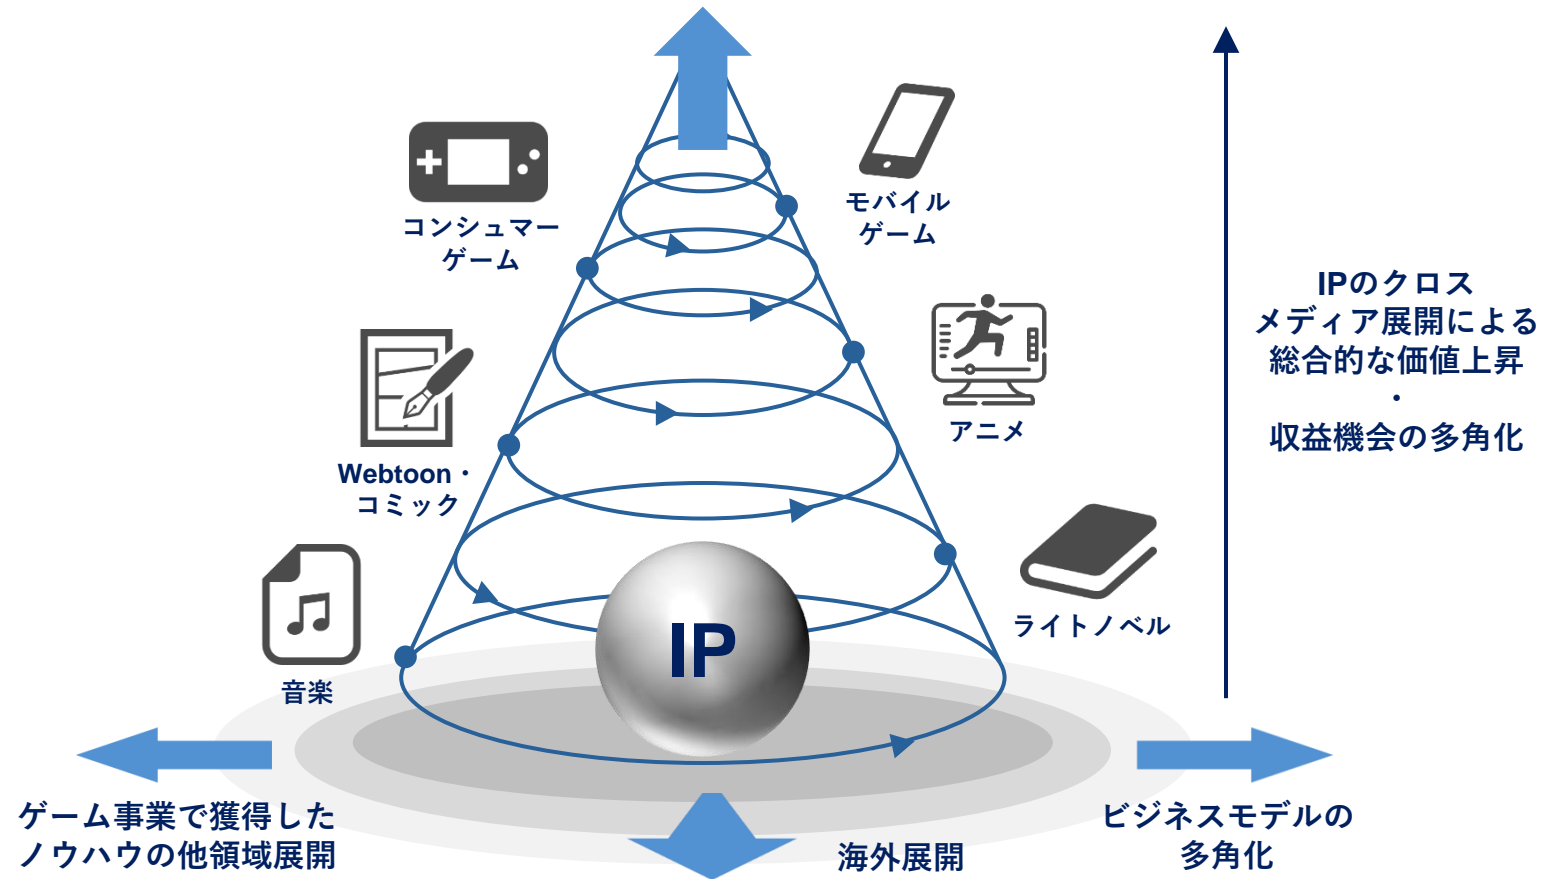 コンシュマー
ゲーム
モバイル
ゲーム
IPのクロス
メディア展開による
総合的な価値上昇
・
収益機会の多角化
アニメ
Webtoon・
コミック
ライトノベル
IP
音楽
ゲーム事業で獲得した
ノウハウの他領域展開
海外展開
ビジネスモデルの
多角化